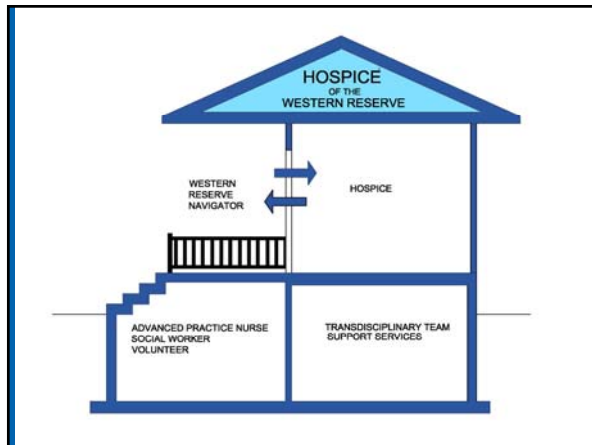 HOSPICE
OF THE
WESTERN RESERVE
WESTERN
RESERVE
NAVIGATOR
HOSPICE
ADVANCED PRACTICE NURSE
SOCIAL WORKER
VOLUNTEER
TRANSDISCIPLINARY TEAM
SUPPORT SERVICES